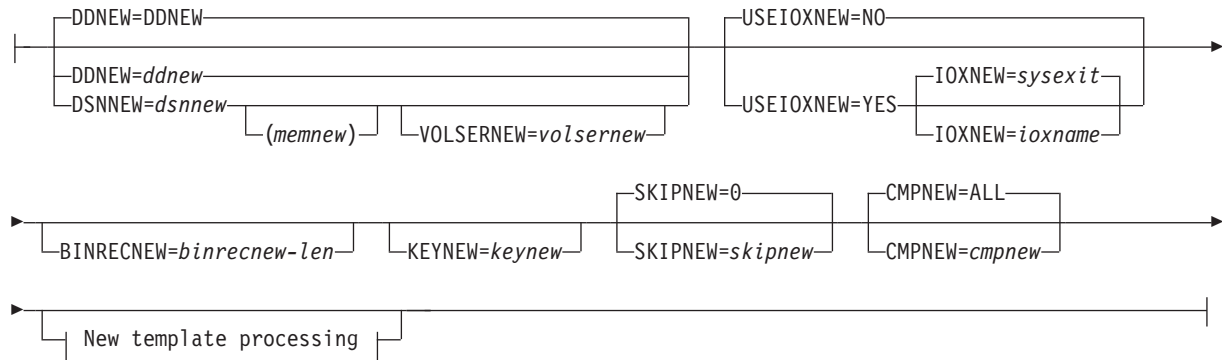 DDNEW=DDNEW USEIOXNEW=NO
DDNEW=ddnew IOXNEW=sysexit
DSNNEW=dsnnew USEIOXNEW=YES
(memnew) VOLSERNEW=volsernew IOXNEW=ioxname
SKIPNEW=0 CMPNEW=ALL
BINRECNEW=binrecnew-len KEYNEW=keynew SKIPNEW=skipnew CMPNEW=cmpnew
New template processing